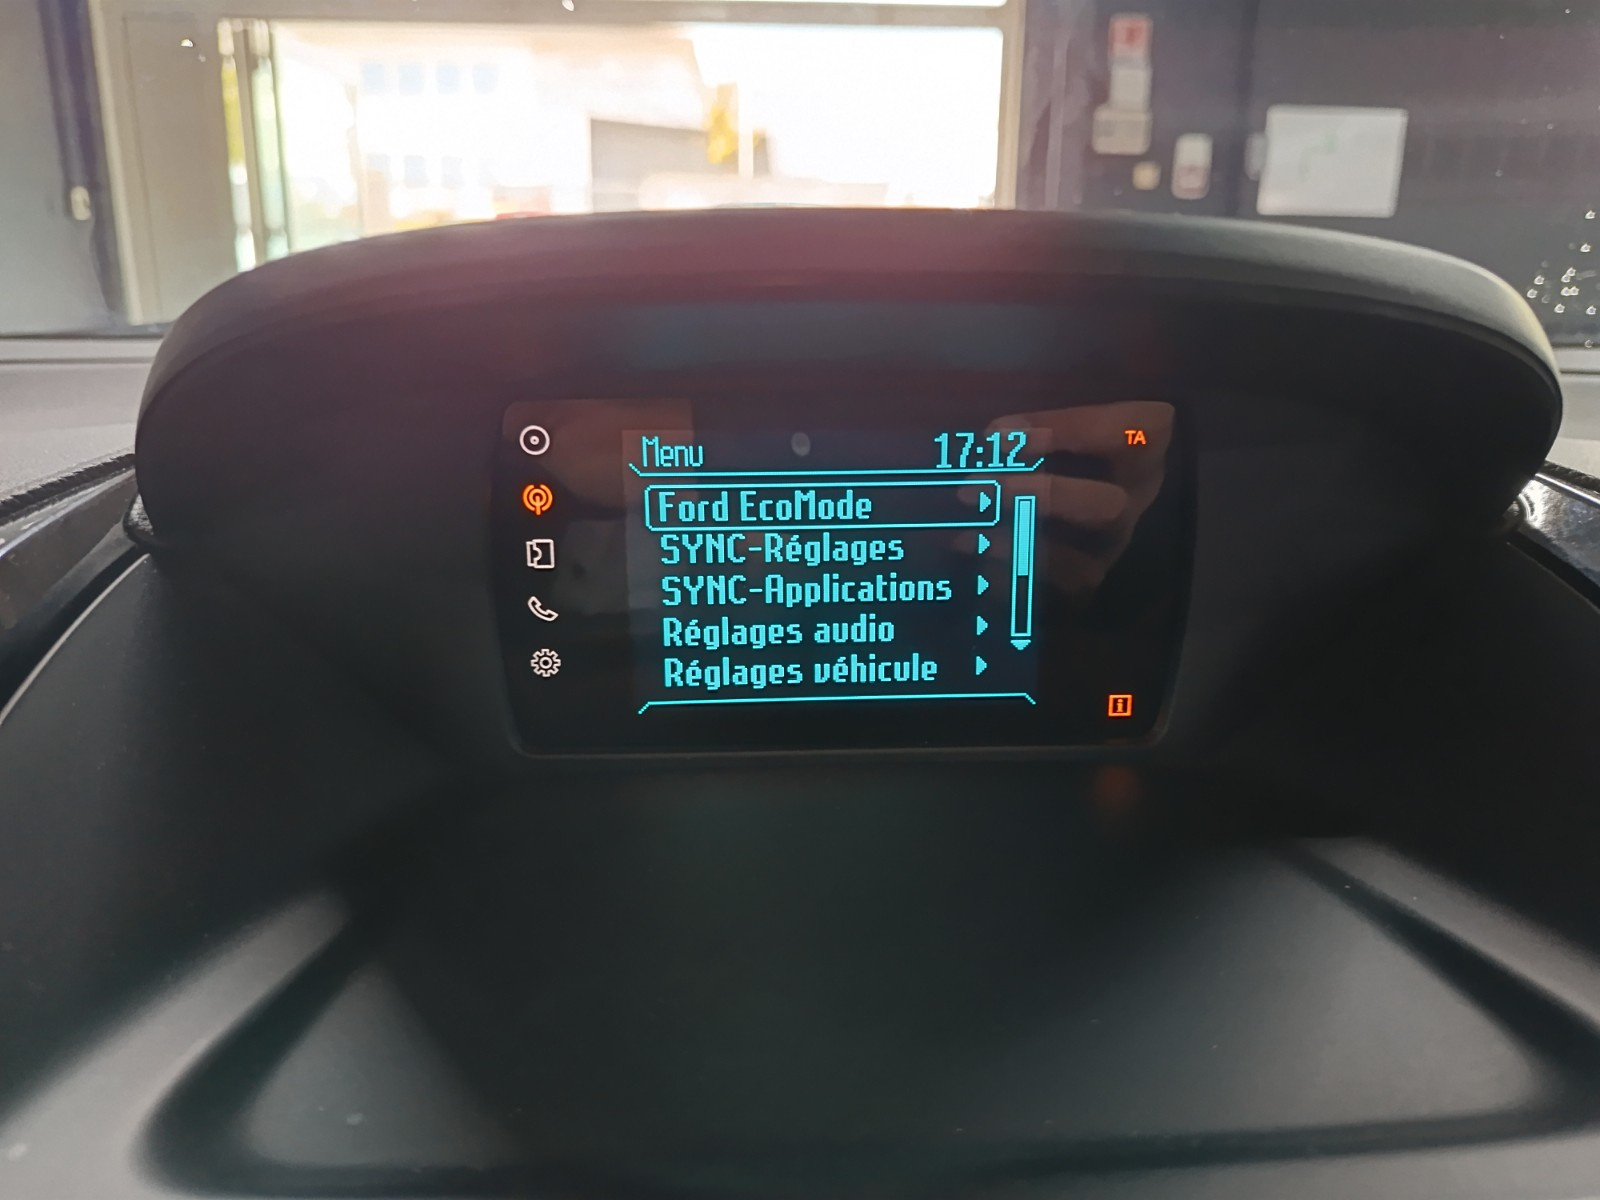 Menu 17:12 TA
Ford EcoMode
SYNC-Réglages
SYNC-Applications
Réglages audio
Réglages véhicule
i